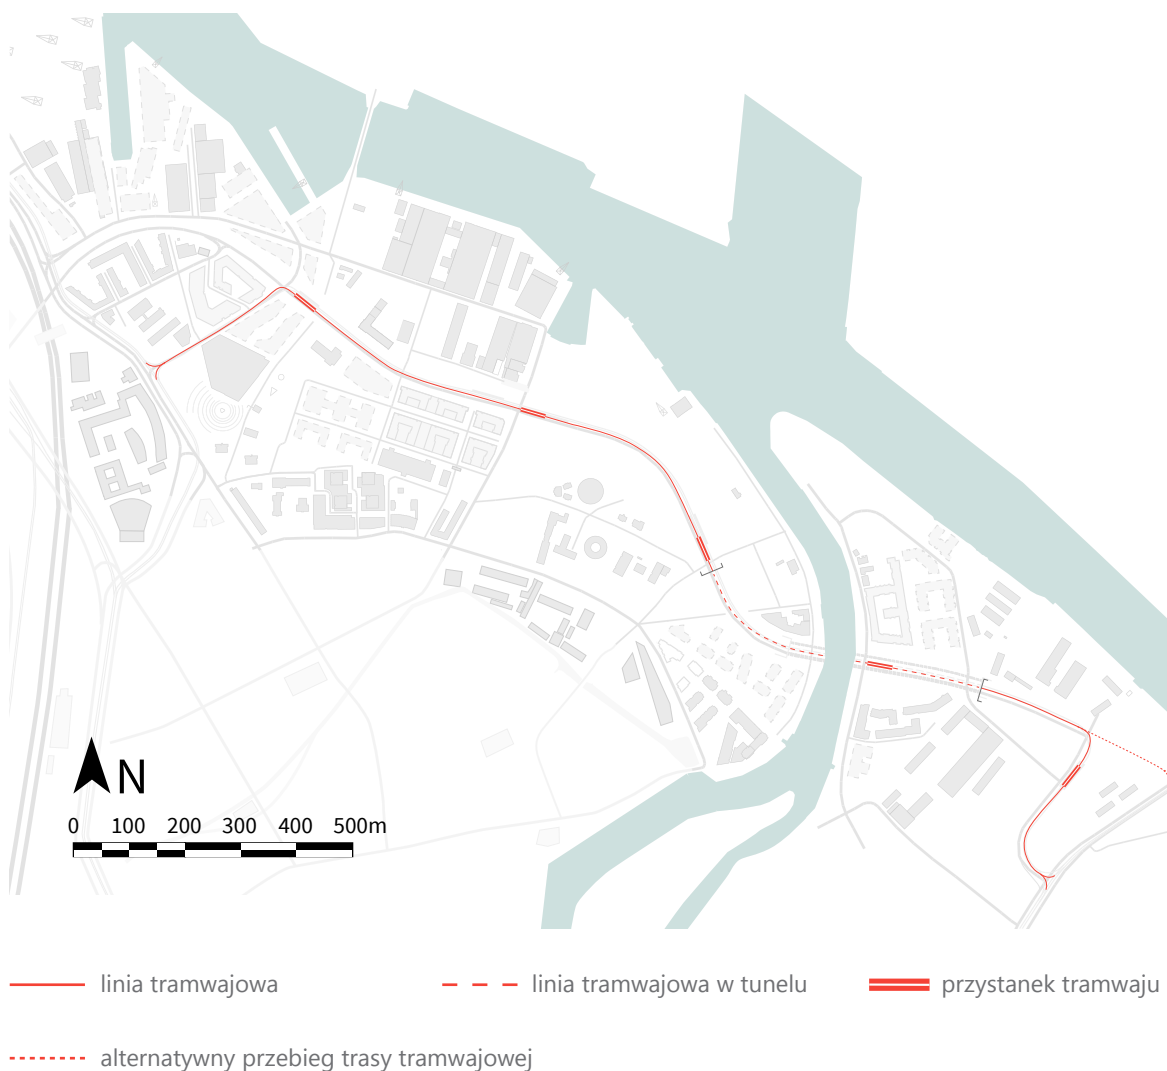 N
0 100 200 300 400 500m
linia tramwajowa
linia tramwajowa w tunelu
przystanek tramwaju
alternatywny przebieg trasy tramwajowej